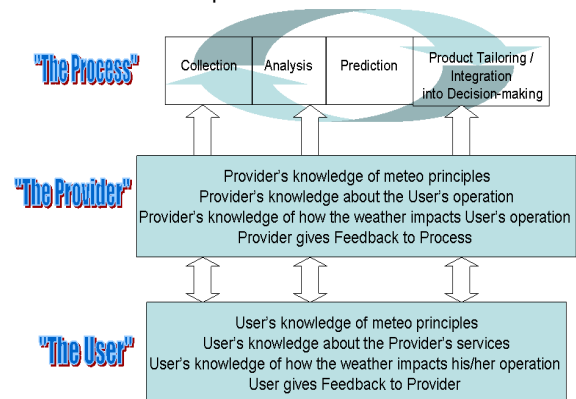 "The Process"
Collection
Analysis
Prediction
Product Tailoring /
Integration
into Decision-making
"The Provider"
Provider's knowledge of meteo principles
Provider's knowledge about the User's operation
Provider's knowledge of how the weather impacts User's operation
Provider gives Feedback to Process
"The User"
User's knowledge of meteo principles
User's knowledge about the Provider's services
User's knowledge of how the weather impacts his/her operation
User gives Feedback to Provider